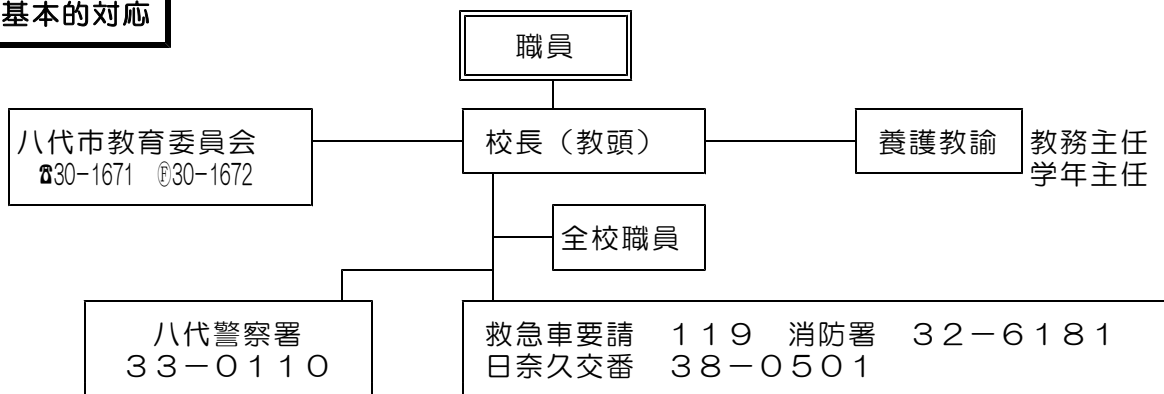 基本的対応
職員
八代市教育委員会
☎30-1671 Ⓕ30-1672
校長（教頭）
養護教諭
教務主任
学年主任
全校職員
八代警察署
３３－０１１０
救急車要請　１１９　消防署　３２－６１８１
日奈久交番　３８－０５０１